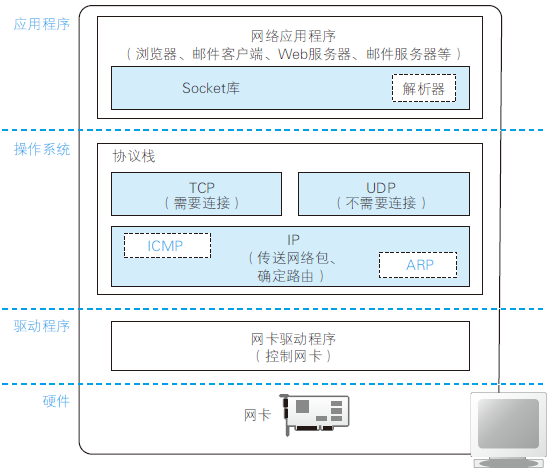 应用程序
网络应用程序
（浏览器、邮件客户端、Web服务器、邮件服务器等）
Socket库
解析器
操作系统
协议栈
TCP
（需要连接）
UDP
（不需要连接）
ICMP
IP
（传送网络包、
确定路由）
ARP
驱动程序
网卡驱动程序
（控制网卡）
硬件
网卡